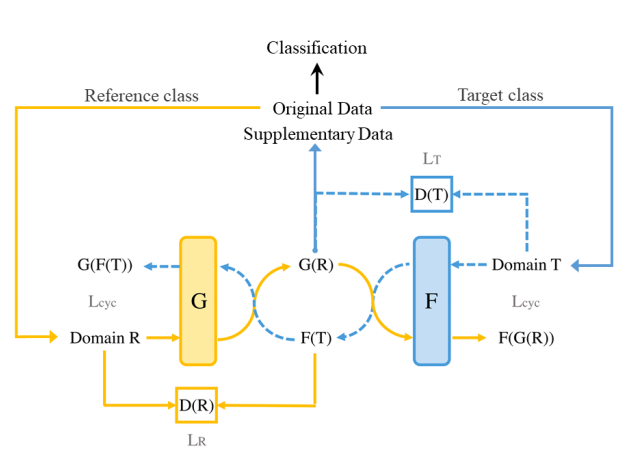 Classification
Reference class
Target class
Original Data
Supplementary Data
LT
D(T)
G(F(T))
G(R)
Domain T
Lcyc
G
F
Lcyc
Domain R
F(T)
F(G(R))
D(R)
LR